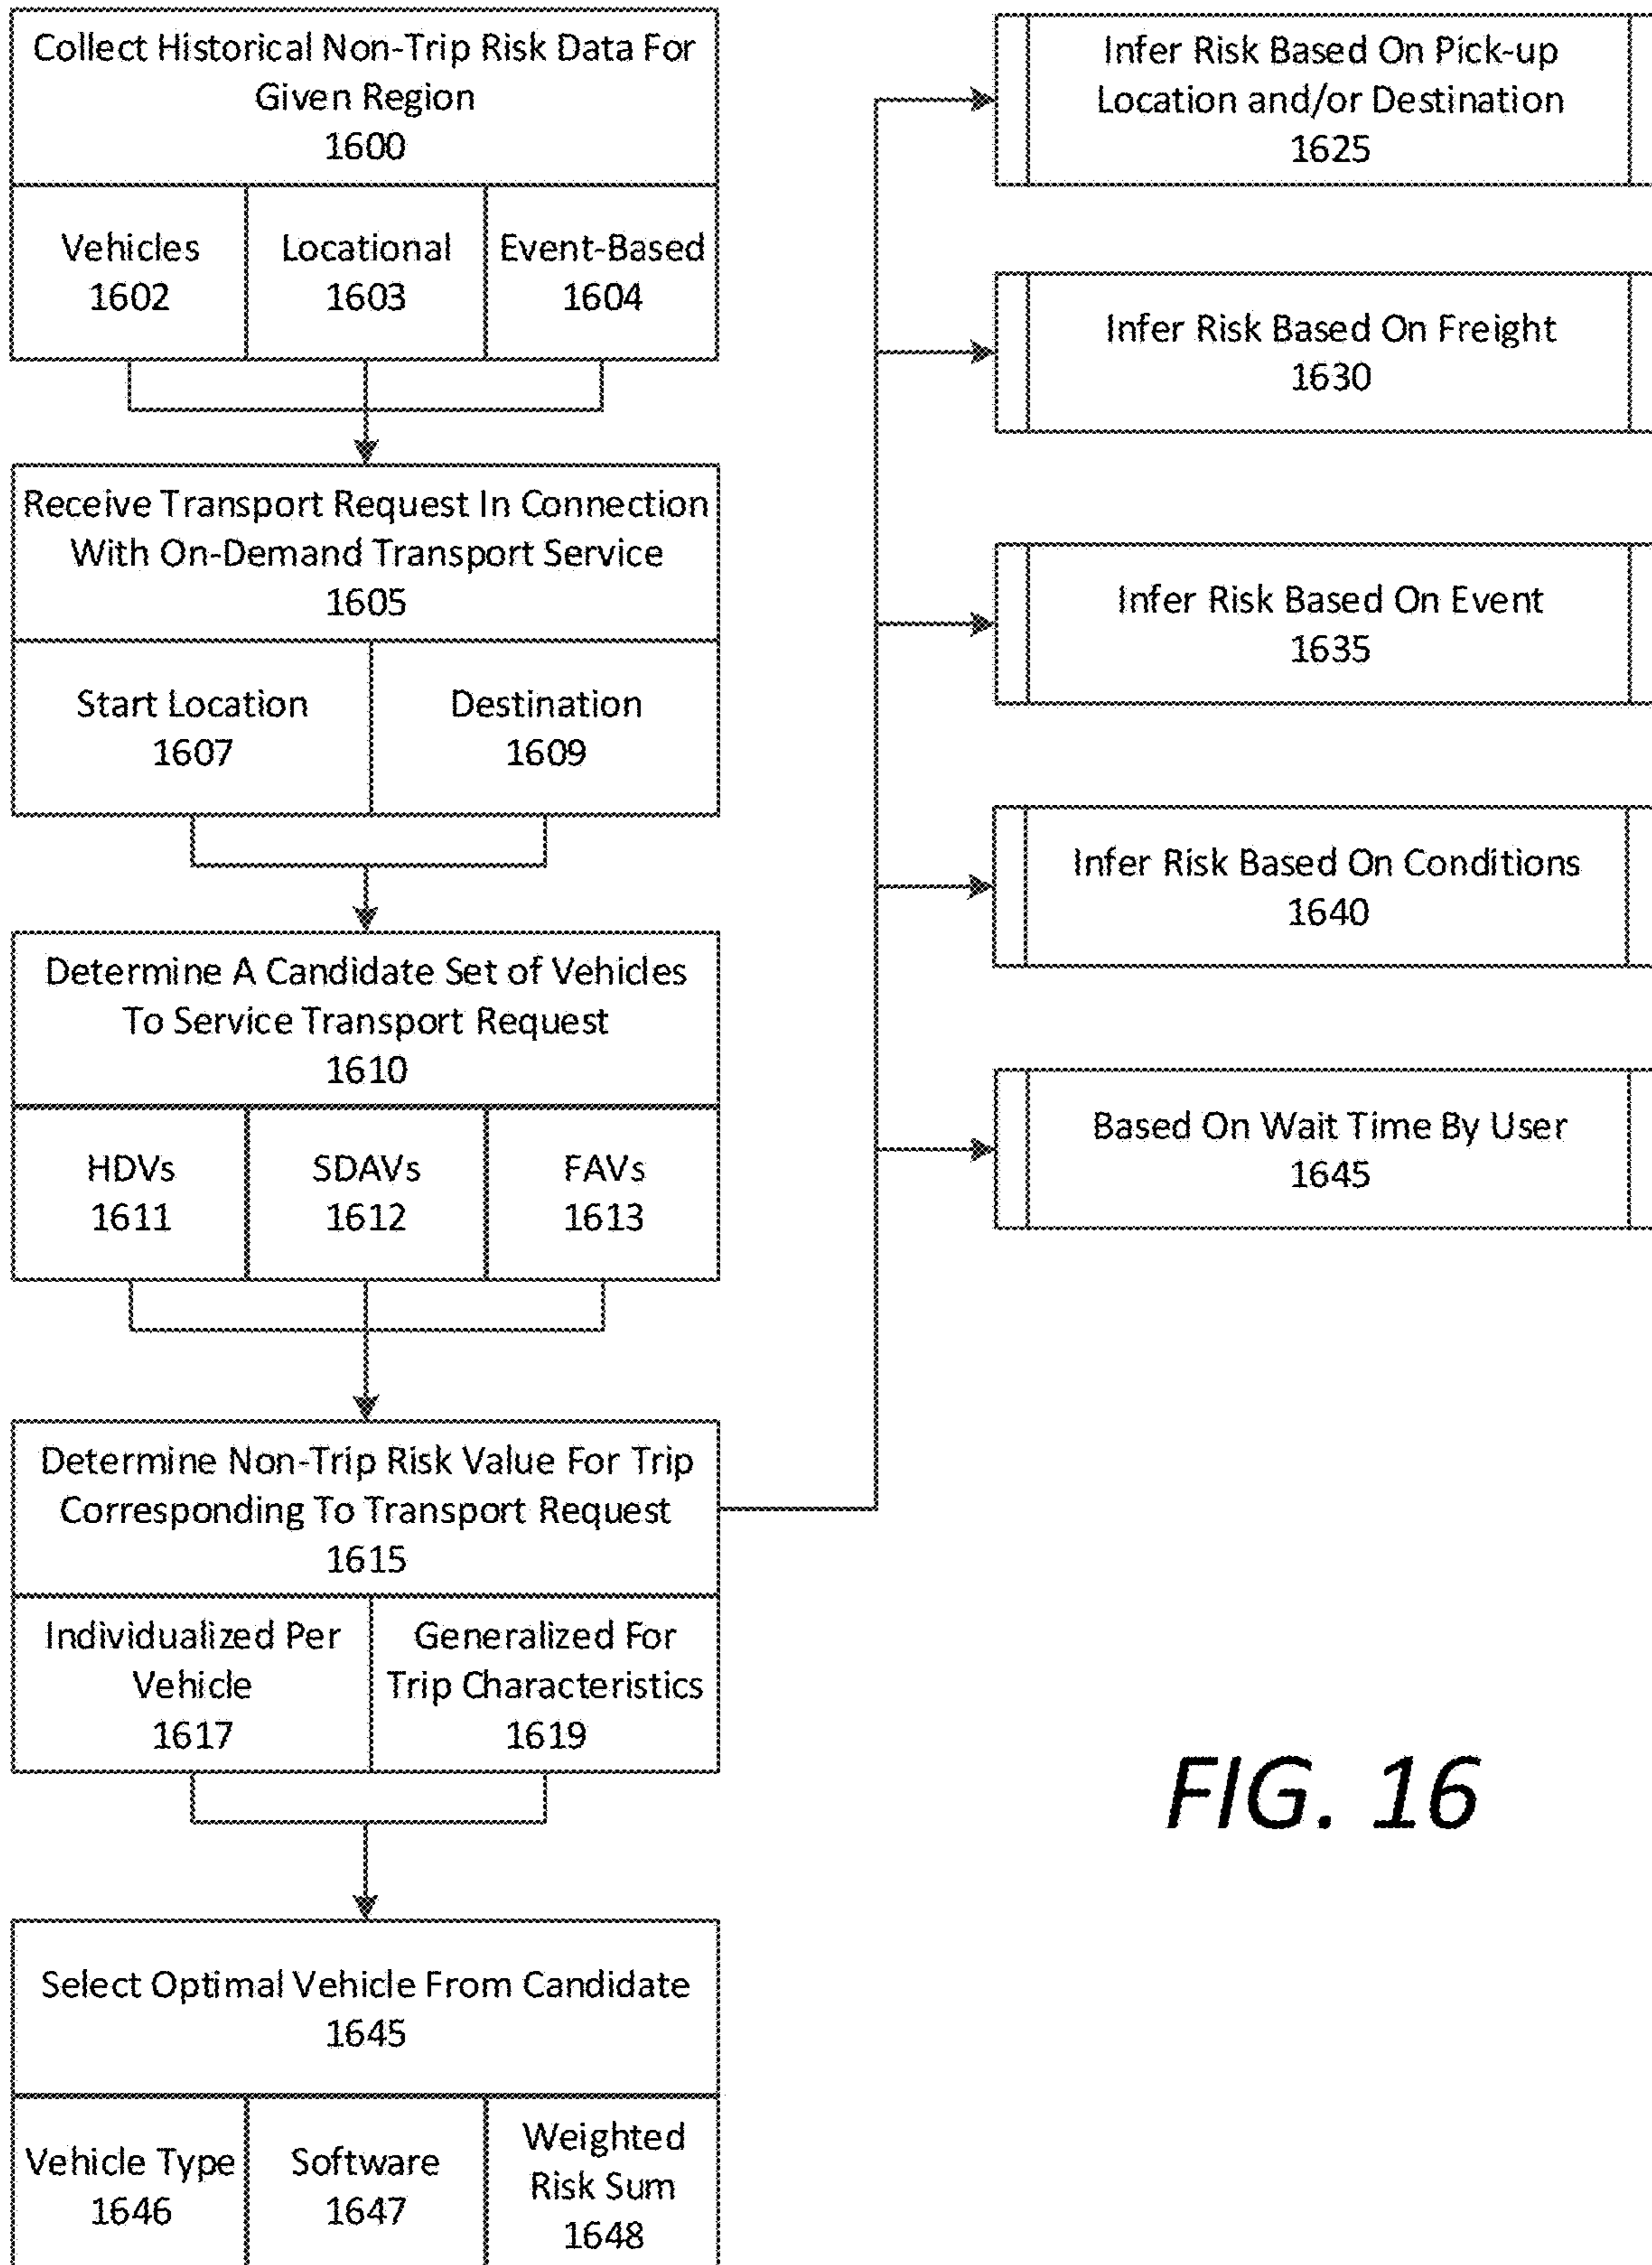 Collect Historical Non-Trip Risk Data For
Given Region
1600
Vehicles
1602
Locational
1603
Event-Based
1604
Receive Transport Request In Connection
With On-Demand Transport Service
1605
Start Location
1607
Destination
1609
Determine A Candidate Set of Vehicles
To Service Transport Request
1610
HDVs
1611
SDAVs
1612
FAVs
1613
Determine Non-Trip Risk Value For Trip
Corresponding To Transport Request
1615
Individualized Per
Vehicle
1617
Generalized For
Trip Characteristics
1619
Select Optimal Vehicle From Candidate
1645
Vehicle Type
1646
Software
1647
Weighted
Risk Sum
1648
Infer Risk Based On Pick-up
Location and/or Destination
1625
Infer Risk Based On Freight
1630
Infer Risk Based On Event
1635
Infer Risk Based On Conditions
1640
Based On Wait Time By User
1645
FIG. 16